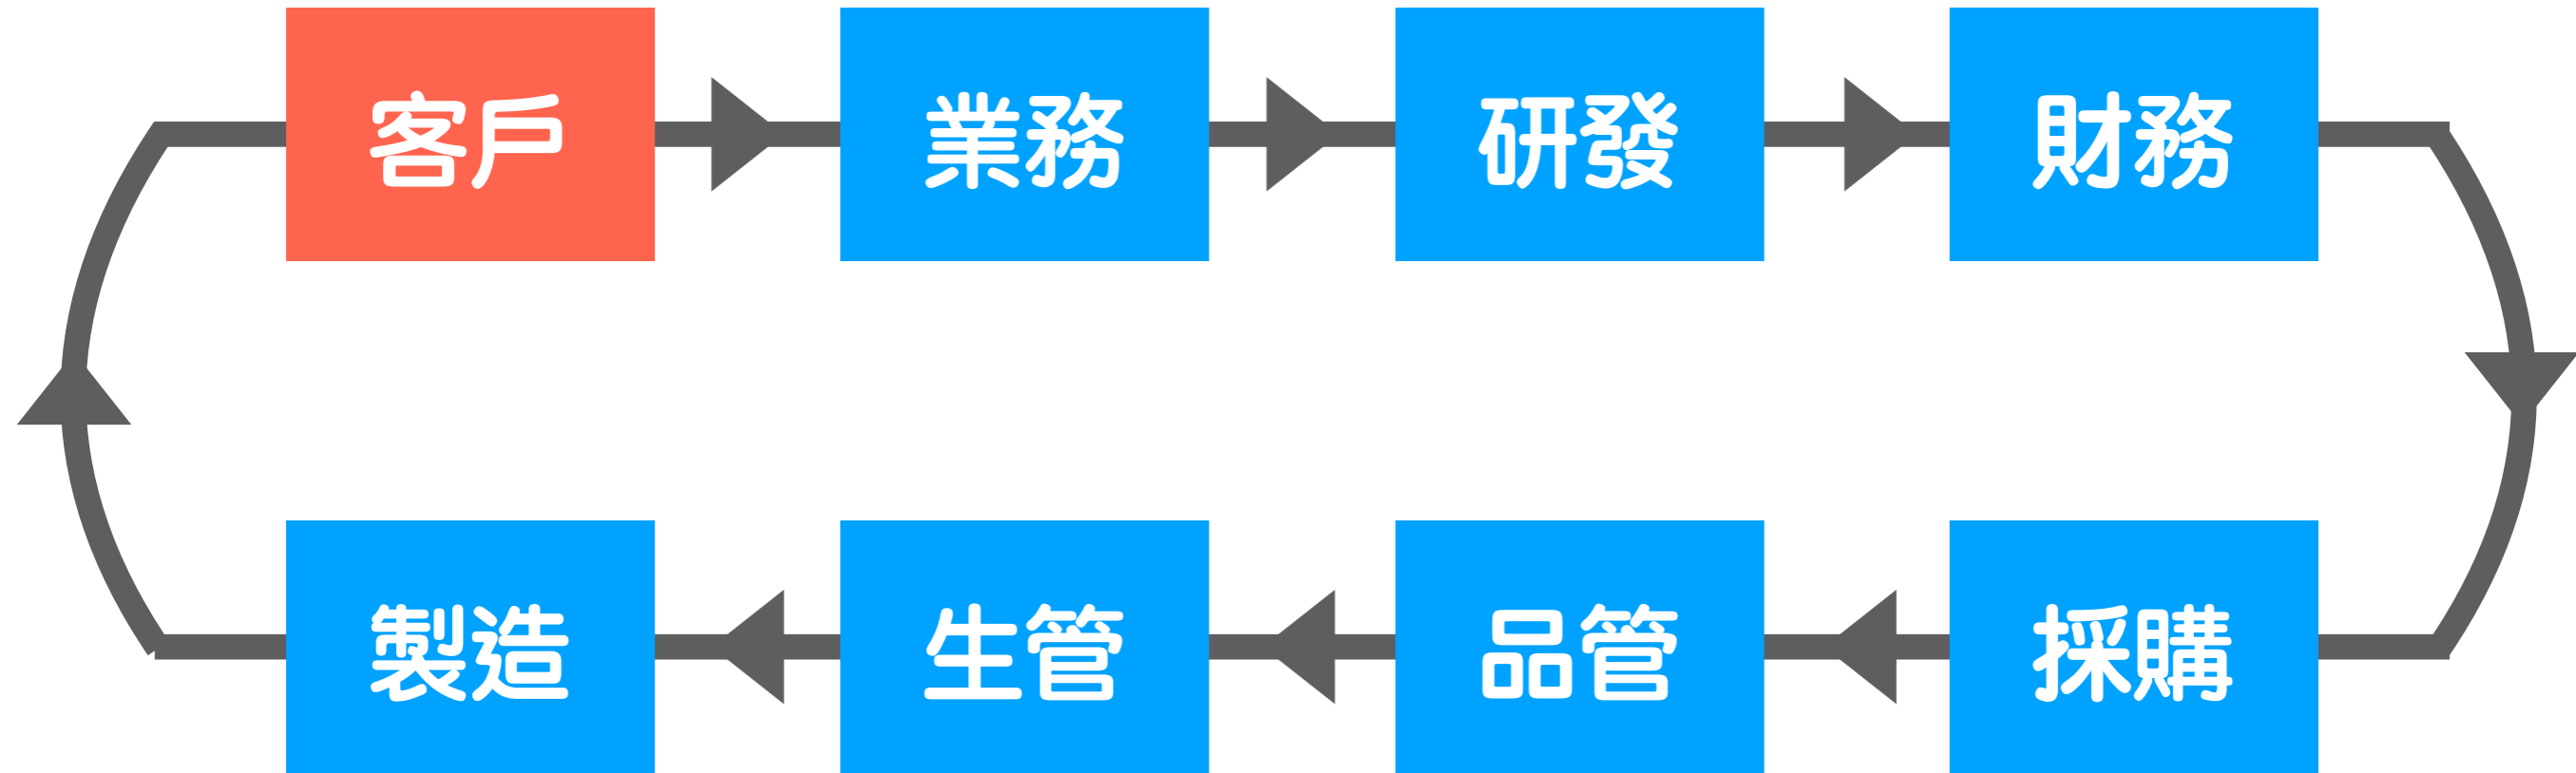 客戶
業務
研發
財務
製造
生管
品管
採購